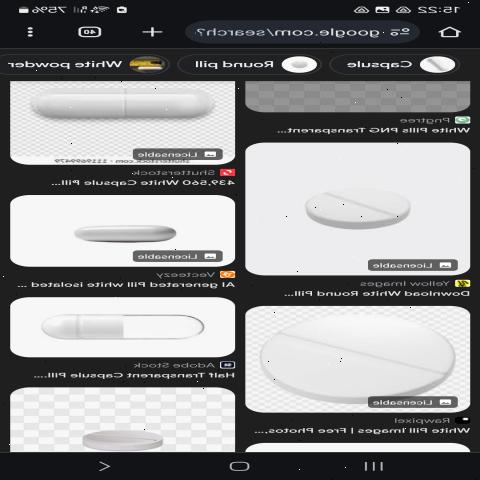 15:22
75%
google.com/search?
40
Capsule
Round pill
White powder
Pngtree
White Pills PNG Transparent...
Licensable
Yellow Images
Download White Round Pill...
Licensable
Rawpixel
White Pill Images | Free Photos,...
shutterstock.com · 1119699479
Licensable
Shutterstock
439,560 White Capsule Pill...
Licensable
Vecteezy
AI generated Pill white isolated ...
Adobe Stock
Half Transparent Capsule Pill....